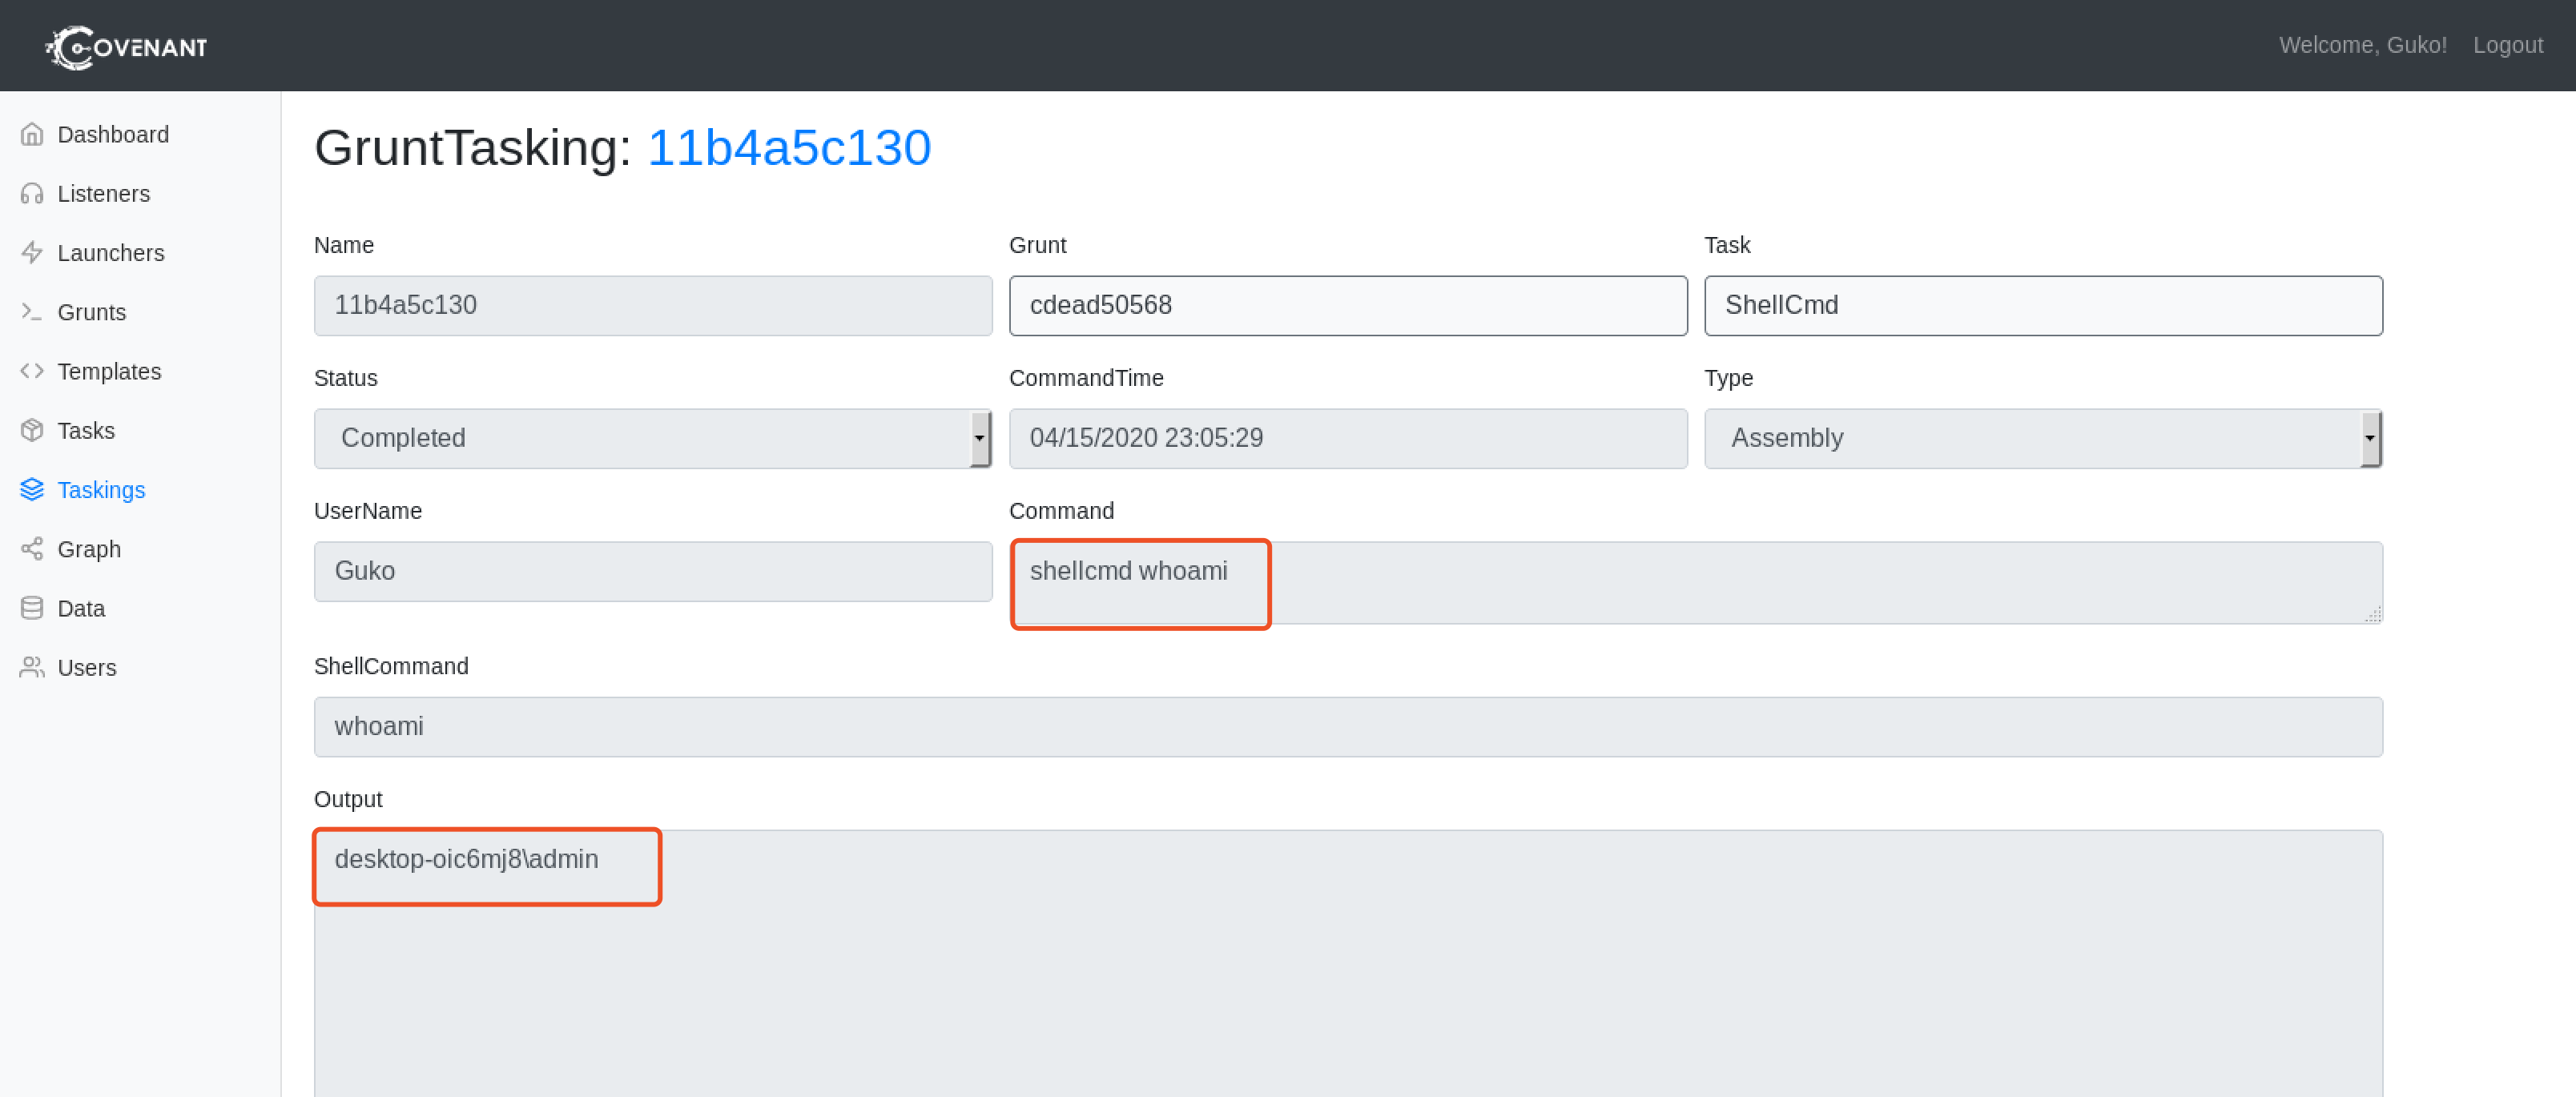 COVENANT
Welcome, Guko! Logout
Dashboard
Listeners
Launchers
Grunts
Templates
Tasks
Taskings
Graph
Data
Users
GruntTasking: 11b4a5c130
Name Grunt Task
11b4a5c130 cdead50568 ShellCmd
Status CommandTime Type
Completed 04/15/2020 23:05:29 Assembly
UserName Command
Guko shellcmd whoami
ShellCommand
whoami
Output
desktop-oic6mj8\admin